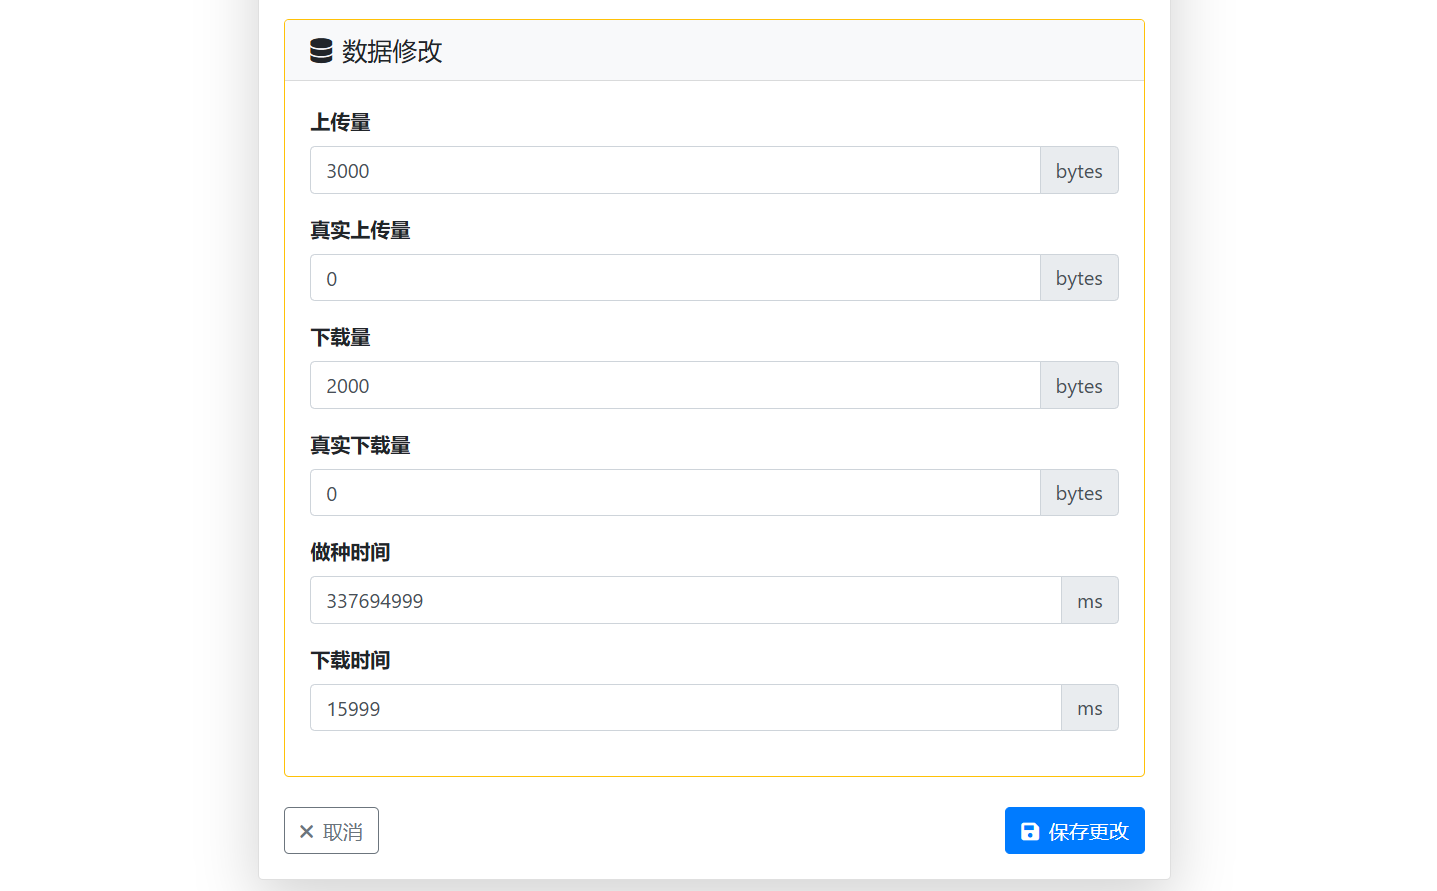 数据修改
上传量
3000 bytes
真实上传量
0 bytes
下载量
2000 bytes
真实下载量
0 bytes
做种时间
337694999 ms
下载时间
15999 ms
取消 保存更改